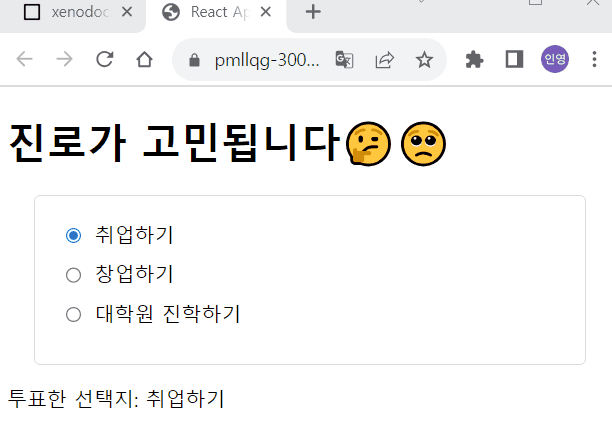 xenodoc
React Ap
pmllqg-300...
인영
진로가 고민됩니다🤔🥺
취업하기
창업하기
대학원 진학하기
투표한 선택지: 취업하기